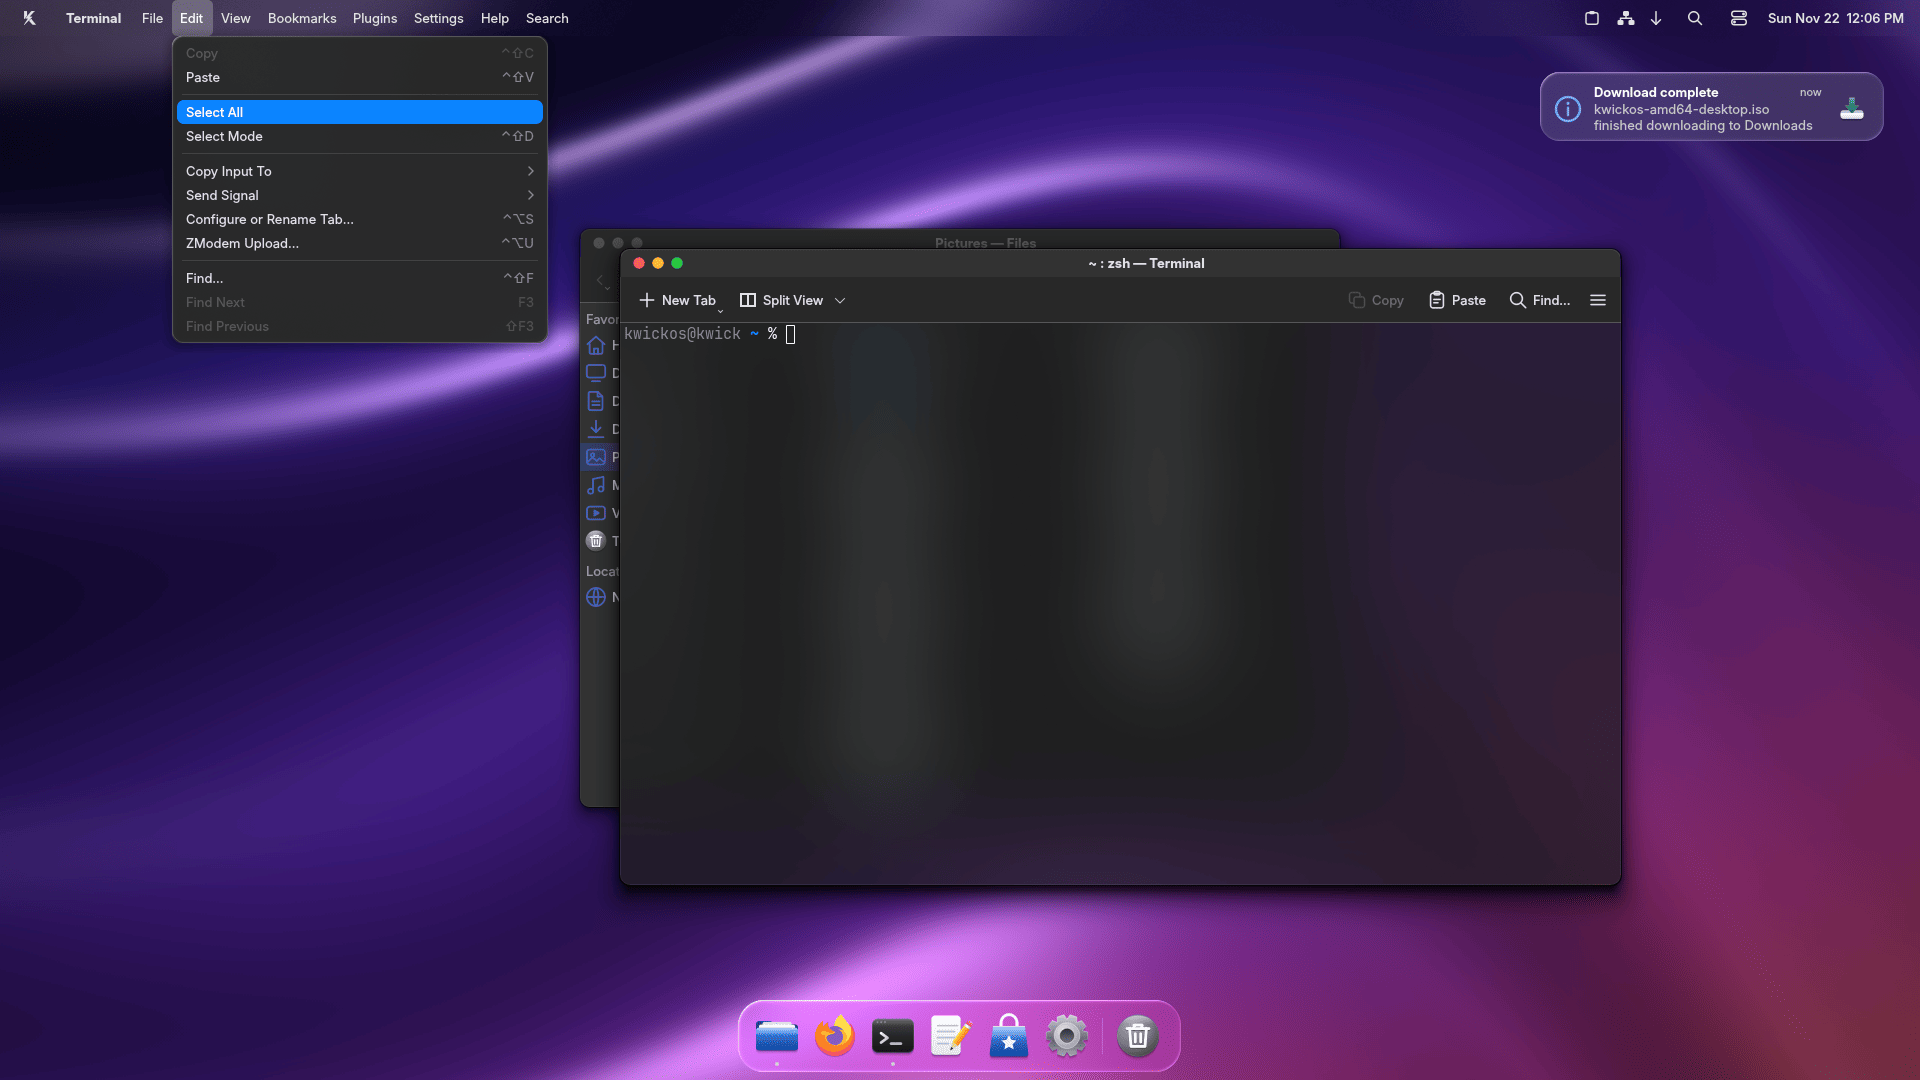 Terminal File Edit View Bookmarks Plugins Settings Help Search Sun Nov 22 12:06 PM
Copy ^⇧C
Paste ^⇧V
Select All
Select Mode ^⇧D
Copy Input To
Send Signal
Configure or Rename Tab... ^⌥S
ZModem Upload... ^⌥U
Find... ^⇧F
Find Next F3
Find Previous ⇧F3
Download complete now
kwickos-amd64-desktop.iso
finished downloading to Downloads
Pictures — Files
Favor
H
D
D
D
P
M
V
T
Locat
N
~ : zsh — Terminal
New Tab Split View Copy Paste Find...
kwickos@kwick ~ %